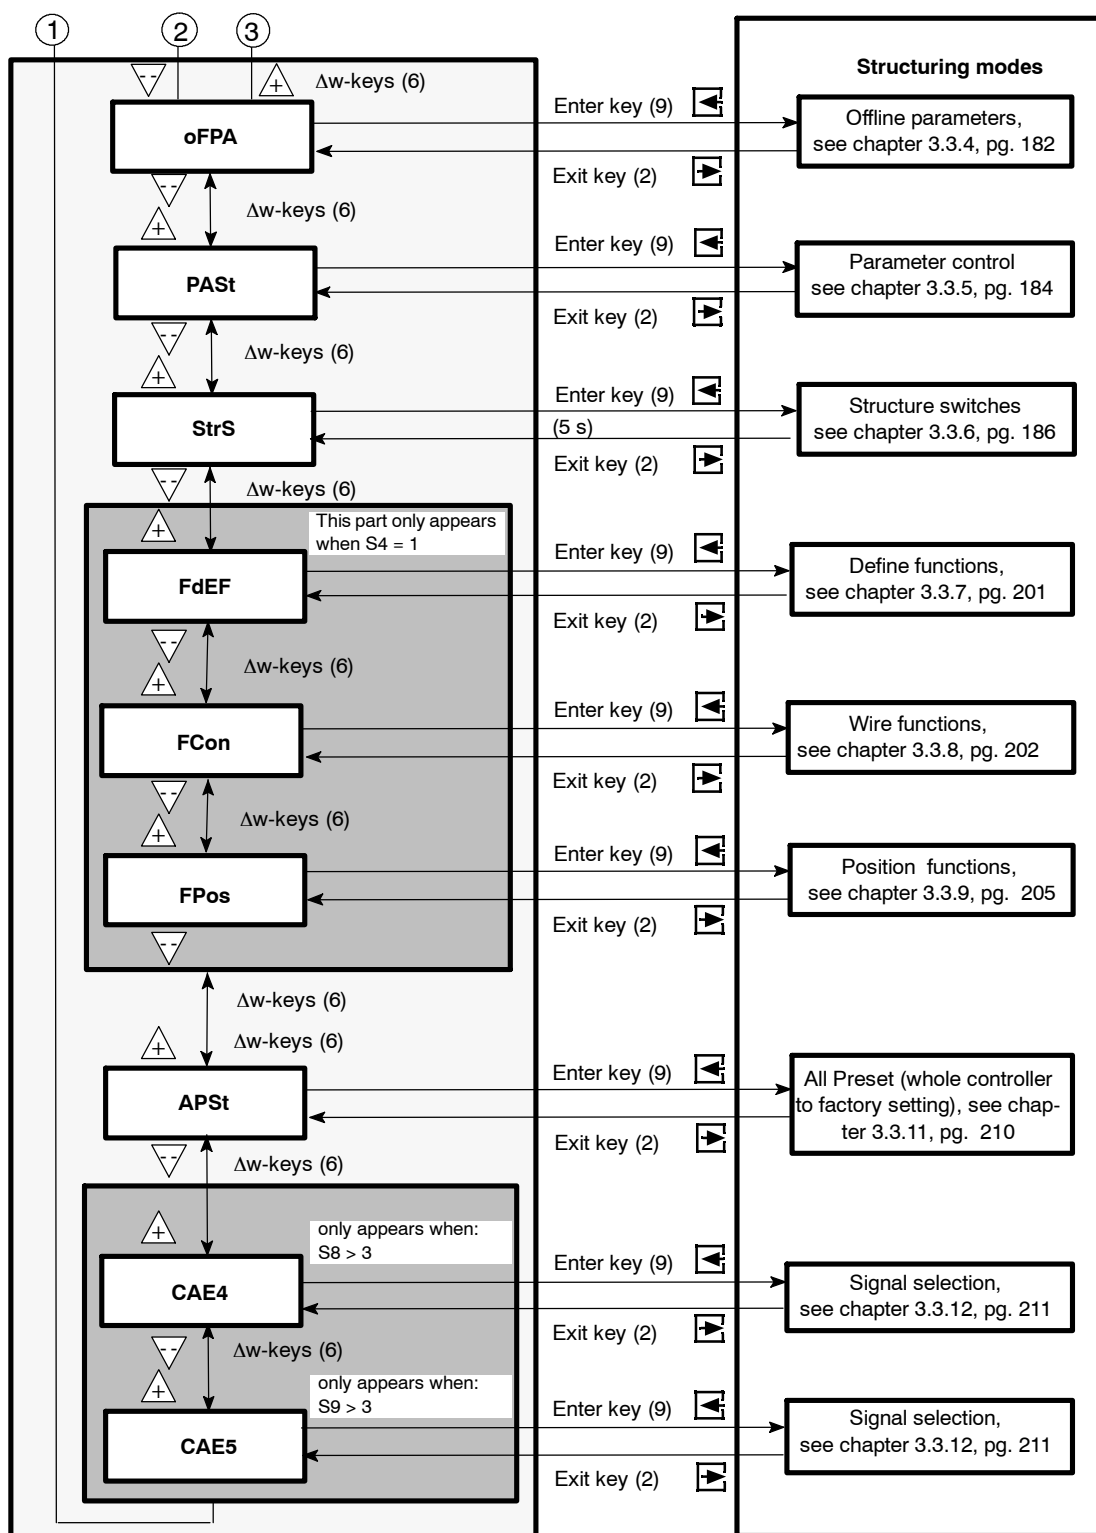 1
2
3
Structuring modes
-- + Δw-keys (6)
oFPA
Enter key (9)
Exit key (2)
Offline parameters,
see chapter 3.3.4, pg. 182
--
+
Δw-keys (6)
PASt
Enter key (9)
Exit key (2)
Parameter control
see chapter 3.3.5, pg. 184
--
+
Δw-keys (6)
StrS
Enter key (9)
(5 s)
Exit key (2)
Structure switches
see chapter 3.3.6, pg. 186
--
+
Δw-keys (6)
This part only appears
when S4 = 1
FdEF
Enter key (9)
Exit key (2)
Define functions,
see chapter 3.3.7, pg. 201
--
+
Δw-keys (6)
FCon
Enter key (9)
Exit key (2)
Wire functions,
see chapter 3.3.8, pg. 202
--
+
Δw-keys (6)
FPos
Enter key (9)
Exit key (2)
Position functions,
see chapter 3.3.9, pg. 205
--
Δw-keys (6)
+
Δw-keys (6)
APSt
Enter key (9)
Exit key (2)
All Preset (whole controller
to factory setting), see chap-
ter 3.3.11, pg. 210
--
Δw-keys (6)
+
only appears when:
S8 > 3
CAE4
Enter key (9)
Exit key (2)
Signal selection,
see chapter 3.3.12, pg. 211
--
+
Δw-keys (6)
only appears when:
S9 > 3
CAE5
Enter key (9)
Exit key (2)
Signal selection,
see chapter 3.3.12, pg. 211